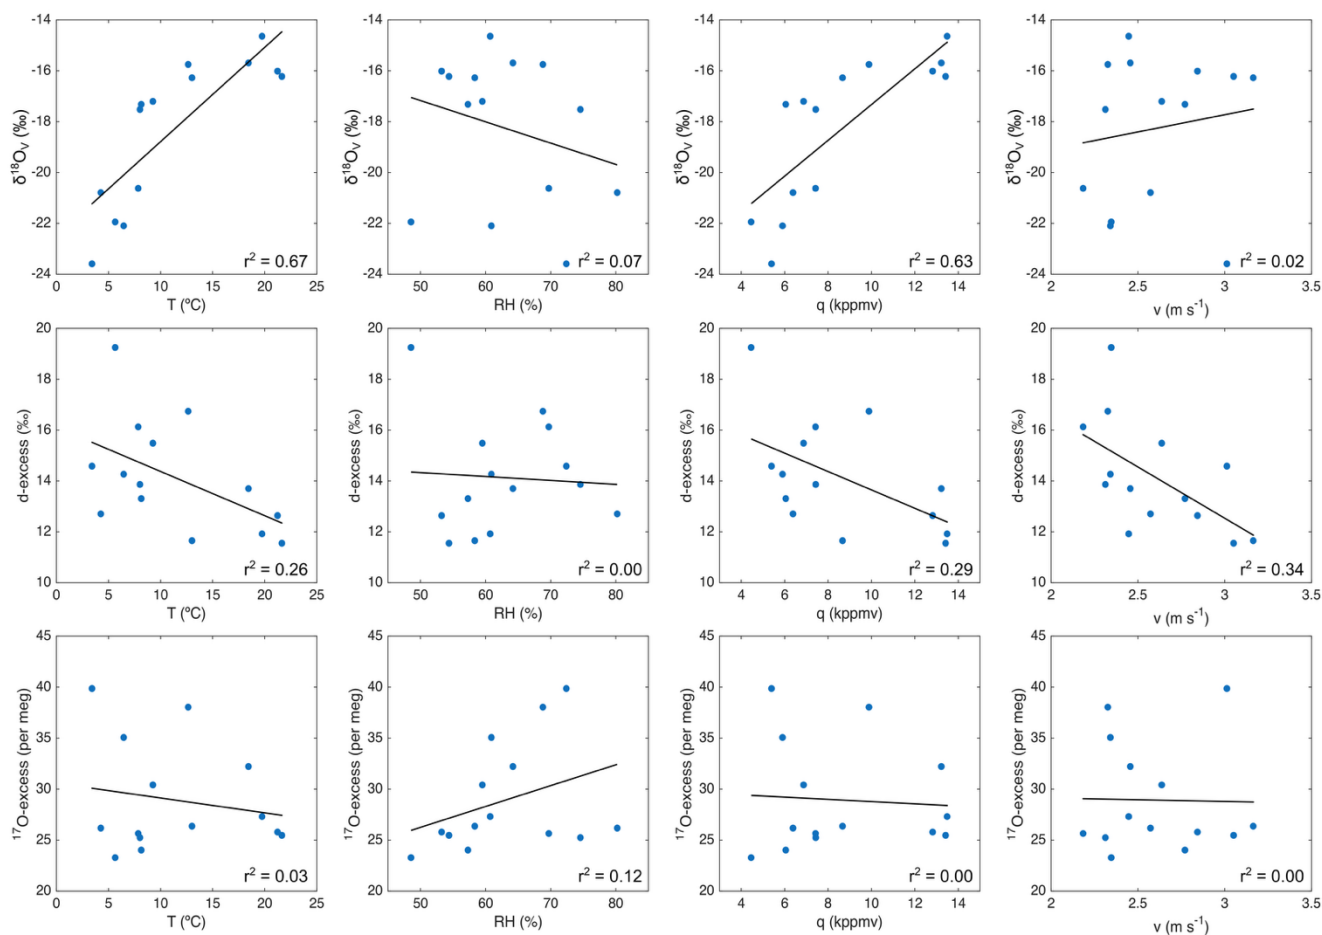 -14
-16
-18
-20
-22
-24
δ¹⁸Oᵥ (‰)
0 5 10 15 20 25
T (ºC)
r² = 0.67
-14
-16
-18
-20
-22
-24
δ¹⁸Oᵥ (‰)
50 60 70 80
RH (%)
r² = 0.07
-14
-16
-18
-20
-22
-24
δ¹⁸Oᵥ (‰)
4 6 8 10 12 14
q (kppmv)
r² = 0.63
-14
-16
-18
-20
-22
-24
δ¹⁸Oᵥ (‰)
2 2.5 3 3.5
v (m s⁻¹)
r² = 0.02
20
18
16
14
12
10
d-excess (‰)
0 5 10 15 20 25
T (ºC)
r² = 0.26
20
18
16
14
12
10
d-excess (‰)
50 60 70 80
RH (%)
r² = 0.00
20
18
16
14
12
10
d-excess (‰)
4 6 8 10 12 14
q (kppmv)
r² = 0.29
20
18
16
14
12
10
d-excess (‰)
2 2.5 3 3.5
v (m s⁻¹)
r² = 0.34
45
40
35
30
25
20
¹⁷O-excess (per meg)
0 5 10 15 20 25
T (ºC)
r² = 0.03
45
40
35
30
25
20
¹⁷O-excess (per meg)
50 60 70 80
RH (%)
r² = 0.12
45
40
35
30
25
20
¹⁷O-excess (per meg)
4 6 8 10 12 14
q (kppmv)
r² = 0.00
45
40
35
30
25
20
¹⁷O-excess (per meg)
2 2.5 3 3.5
v (m s⁻¹)
r² = 0.00